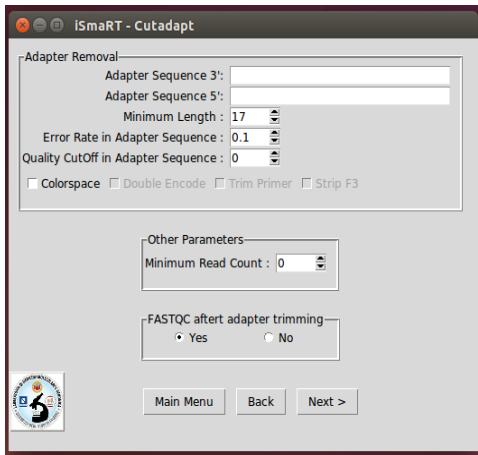 iSmaRT - Cutadapt
Adapter Removal
Adapter Sequence 3':
Adapter Sequence 5':
Minimum Length : 17
Error Rate in Adapter Sequence : 0.1
Quality CutOff in Adapter Sequence : 0
Colorspace Double Encode Trim Primer Strip F3
Other Parameters
Minimum Read Count : 0
FASTQC aftert adapter trimming
Yes No
Main Menu Back Next >